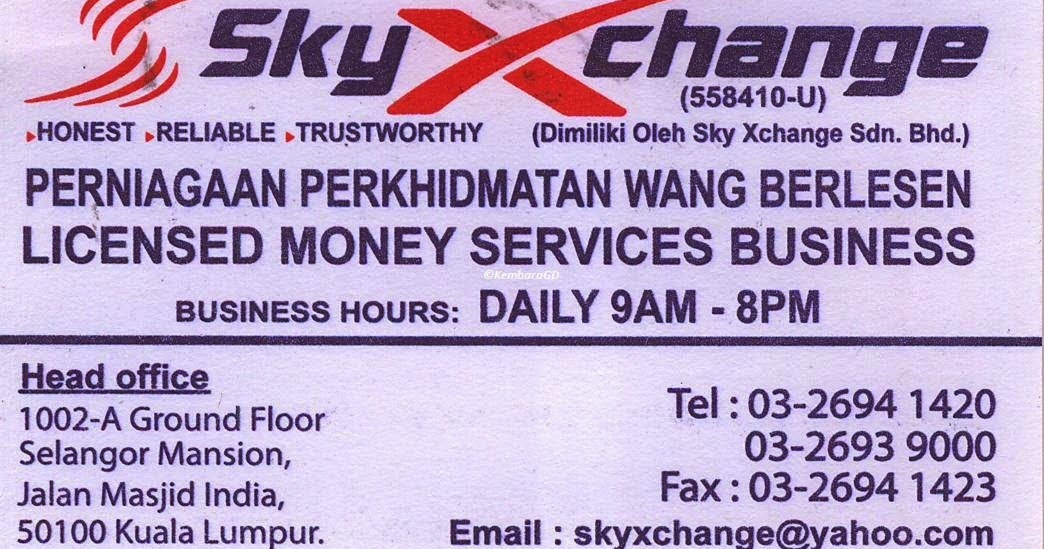 SkyXchange
(558410-U)
HONEST RELIABLE TRUSTWORTHY (Dimiliki Oleh Sky Xchange Sdn. Bhd.)
PERNIAGAAN PERKHIDMATAN WANG BERLESEN
LICENSED MONEY SERVICES BUSINESS
©KembaraGD
BUSINESS HOURS: DAILY 9AM - 8PM
Head office
1002-A Ground Floor
Selangor Mansion,
Jalan Masjid India,
50100 Kuala Lumpur.
Tel : 03-2694 1420
03-2693 9000
Fax : 03-2694 1423
Email : skyxchange@yahoo.com